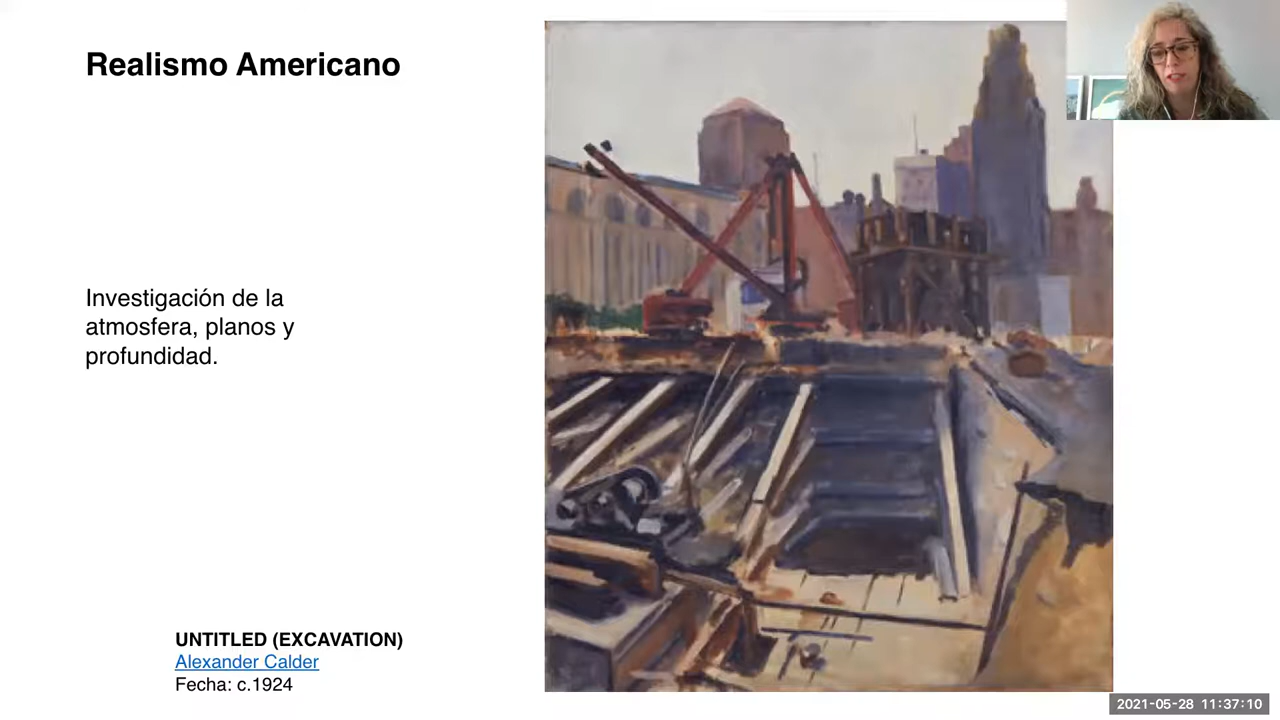 Realismo Americano
Investigación de la
atmosfera, planos y
profundidad.
UNTITLED (EXCAVATION)
Alexander Calder
Fecha: c.1924
2021-05-28 11:37:10